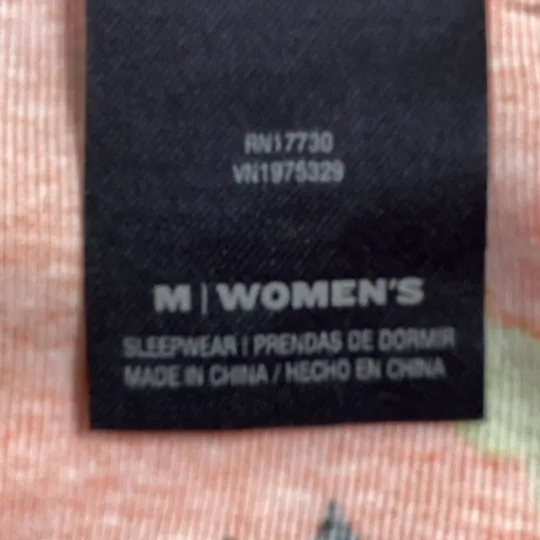 RN17730
VN1975329
M | WOMEN'S
SLEEPWEAR | PRENDAS DE DORMIR
MADE IN CHINA / HECHO EN CHINA